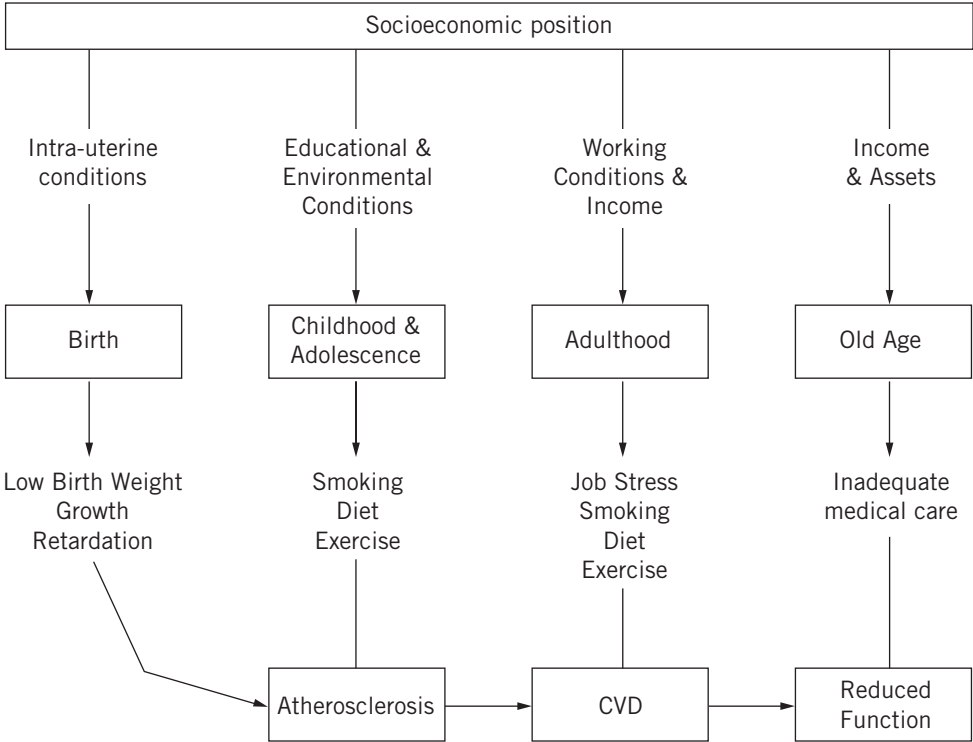 Socioeconomic position
Intra-uterine
conditions
Educational &
Environmental
Conditions
Working
Conditions &
Income
Income
& Assets
Birth
Childhood &
Adolescence
Adulthood
Old Age
Low Birth Weight
Growth
Retardation
Smoking
Diet
Exercise
Job Stress
Smoking
Diet
Exercise
Inadequate
medical care
Atherosclerosis
CVD
Reduced
Function